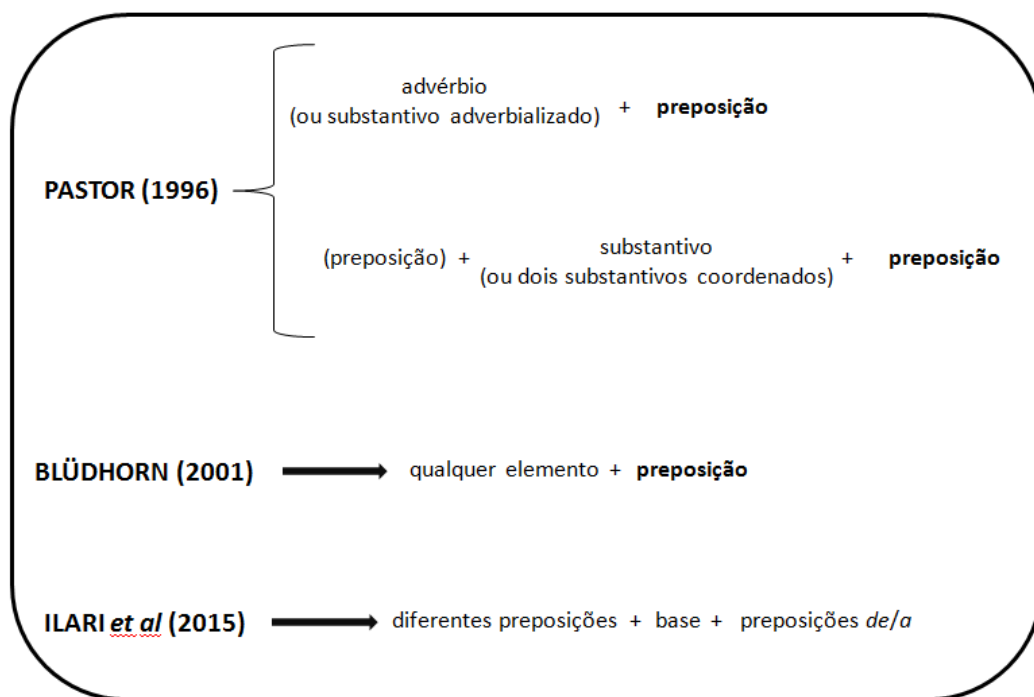 advérbio
(ou substantivo adverbializado) + preposição
PASTOR (1996)
substantivo
(preposição) + (ou dois substantivos coordenados) + preposição
BLÜDHORN (2001) qualquer elemento + preposição
ILARI et al (2015) diferentes preposições + base + preposições de/a